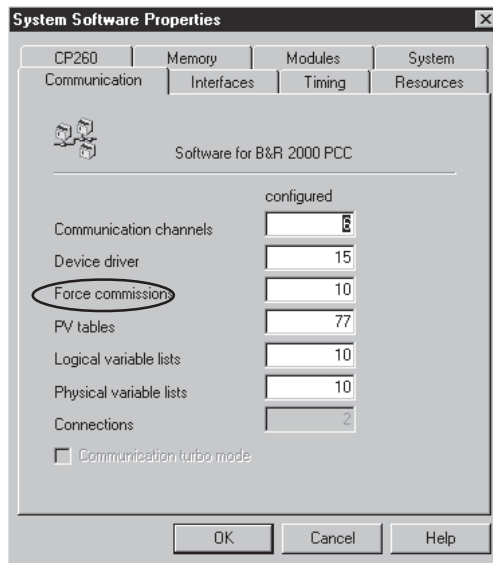 System Software Properties
CP260 Memory Modules System
Communication Interfaces Timing Resources
Software for B&R 2000 PCC
configured
Communication channels 6
Device driver 15
Force commissions 10
PV tables 77
Logical variable lists 10
Physical variable lists 10
Connections 2
Communication turbo mode
OK Cancel Help